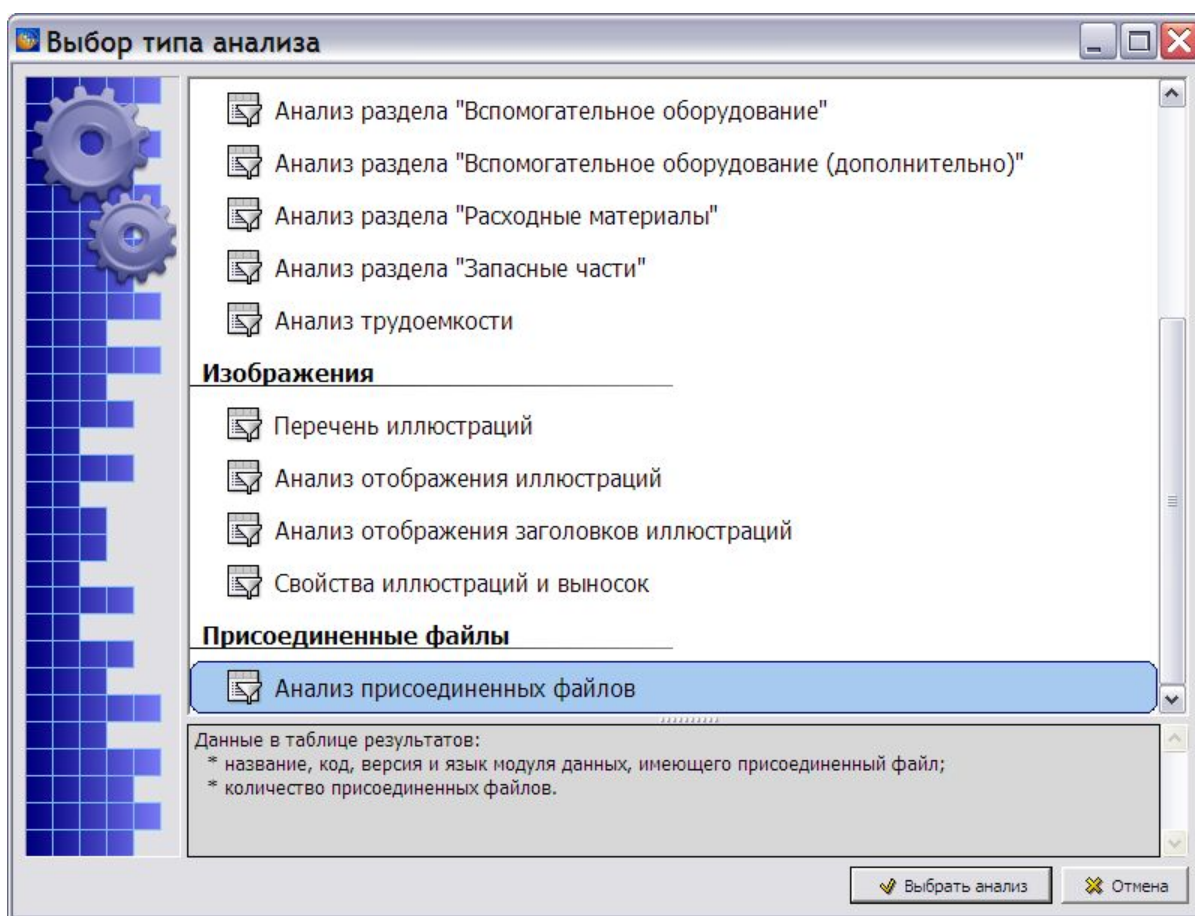 Выбор типа анализа
Анализ раздела "Вспомогательное оборудование"
Анализ раздела "Вспомогательное оборудование (дополнительно)"
Анализ раздела "Расходные материалы"
Анализ раздела "Запасные части"
Анализ трудоемкости
Изображения
Перечень иллюстраций
Анализ отображения иллюстраций
Анализ отображения заголовков иллюстраций
Свойства иллюстраций и выносок
Присоединенные файлы
Анализ присоединенных файлов
Данные в таблице результатов:
* название, код, версия и язык модуля данных, имеющего присоединенный файл;
* количество присоединенных файлов.
Выбрать анализ
Отмена